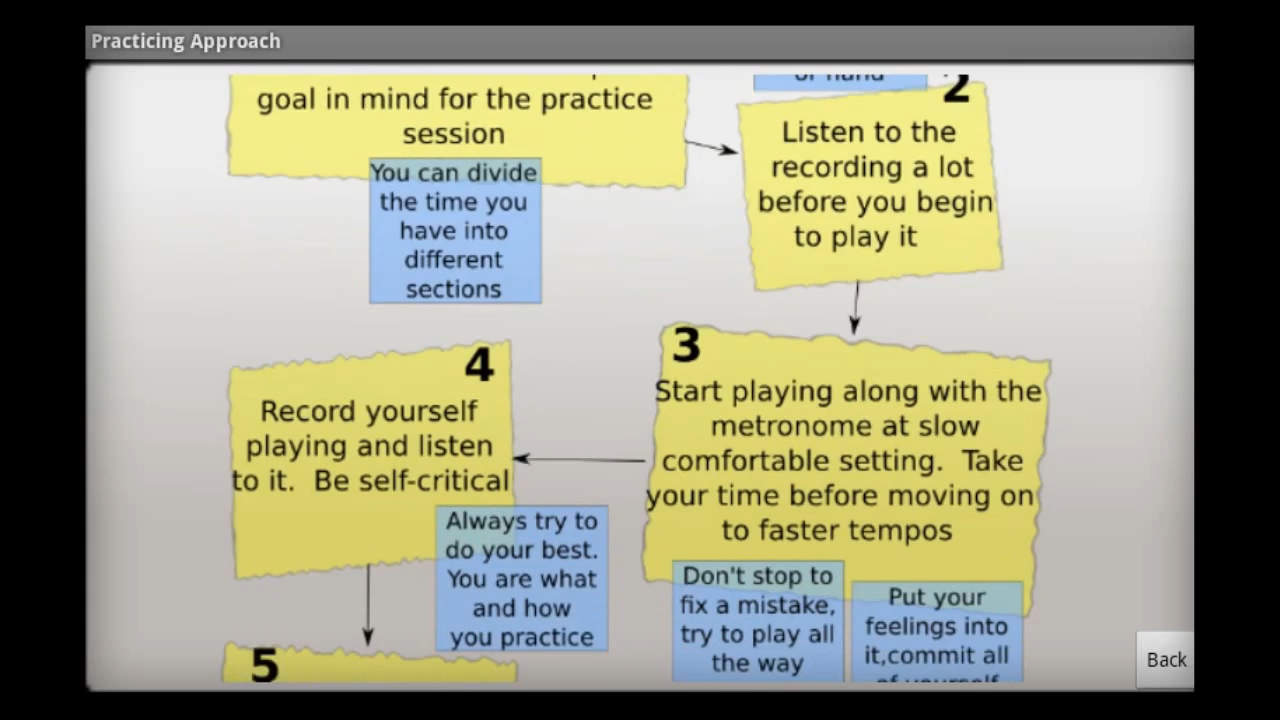 Practicing Approach
goal in mind for the practice
session
You can divide
the time you
have into
different
sections
or hand
2
Listen to the
recording a lot
before you begin
to play it
3
Start playing along with the
metronome at slow
comfortable setting.  Take
your time before moving on
to faster tempos
Don't stop to
fix a mistake,
try to play all
the way
Put your
feelings into
it,commit all
of yourself
4
Record yourself
playing and listen
to it.  Be self-critical
Always try to
do your best.
You are what
and how
you practice
5
Back